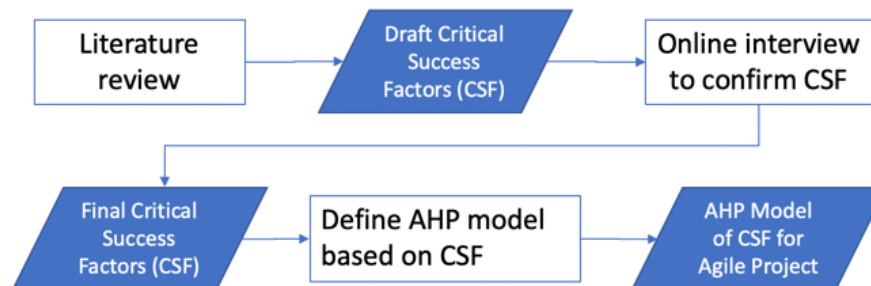 Literature
review
Draft Critical
Success
Factors (CSF)
Online interview
to confirm CSF
Final Critical
Success
Factors (CSF)
Define AHP model
based on CSF
AHP Model
of CSF for
Agile Project